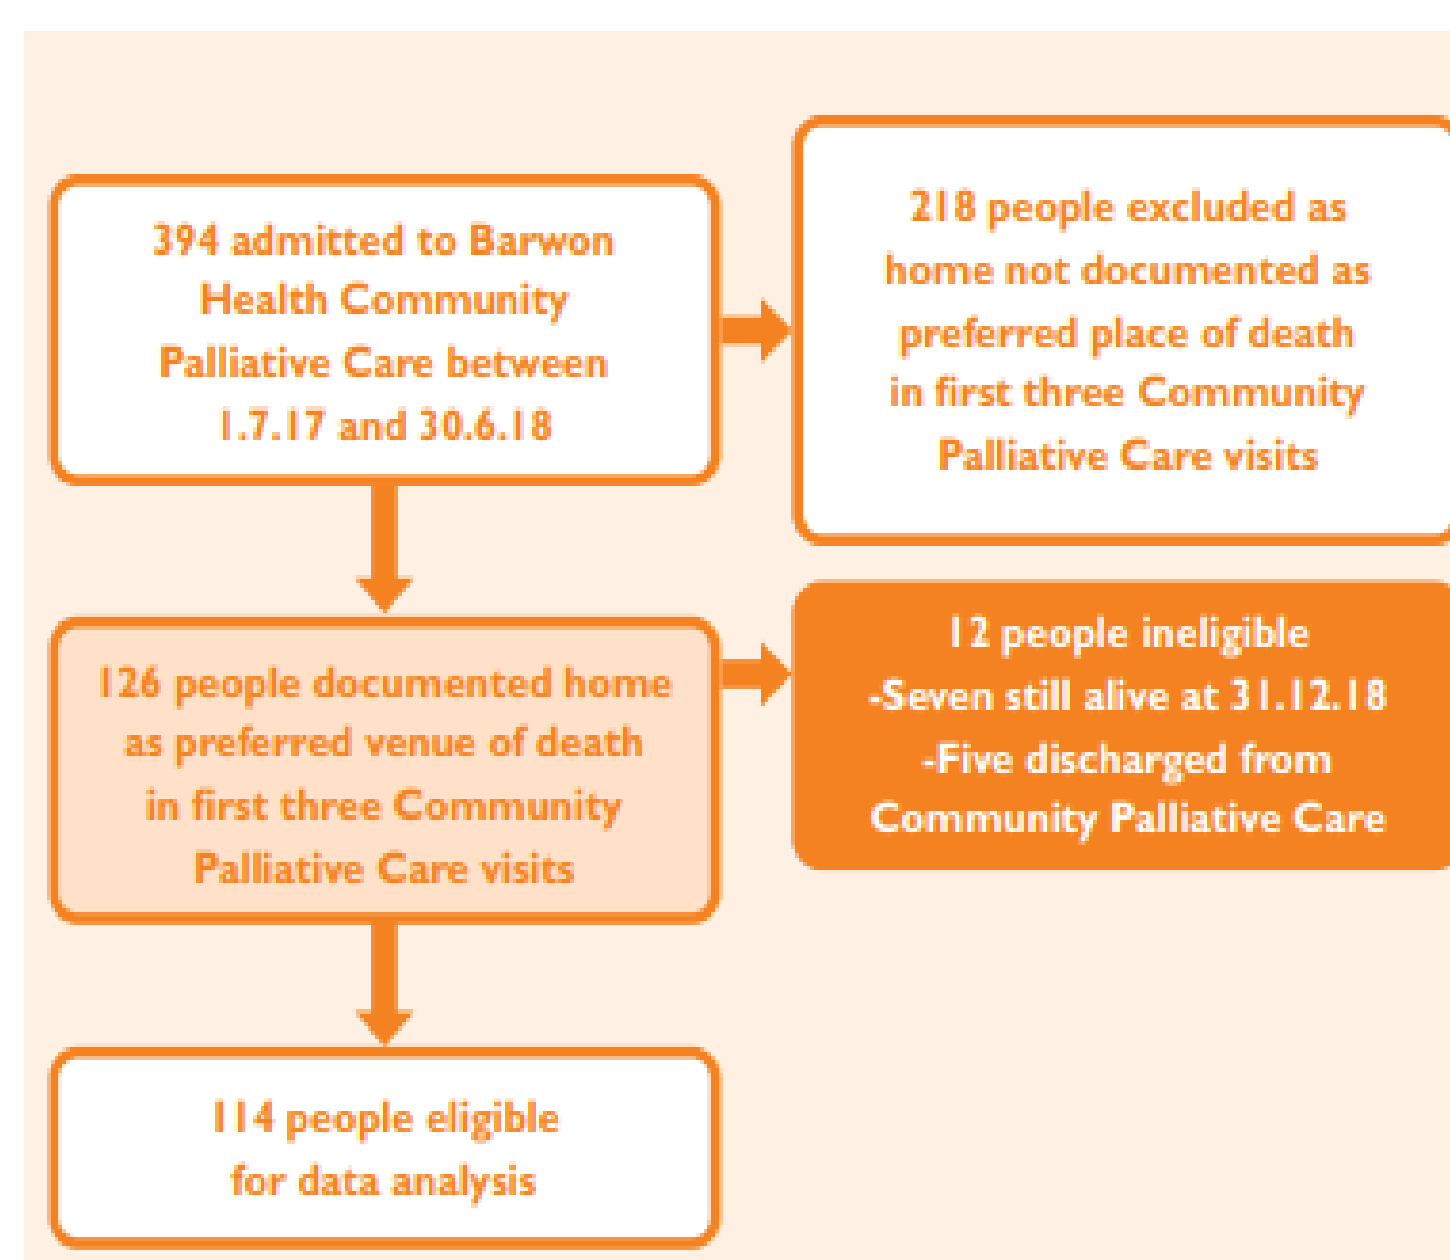 394 admitted to Barwon
Health Community
Palliative Care between
1.7.17 and 30.6.18
218 people excluded as
home not documented as
preferred place of death
in first three Community
Palliative Care visits
126 people documented home
as preferred venue of death
in first three Community
Palliative Care visits
12 people ineligible
-Seven still alive at 31.12.18
-Five discharged from
Community Palliative Care
114 people eligible
for data analysis